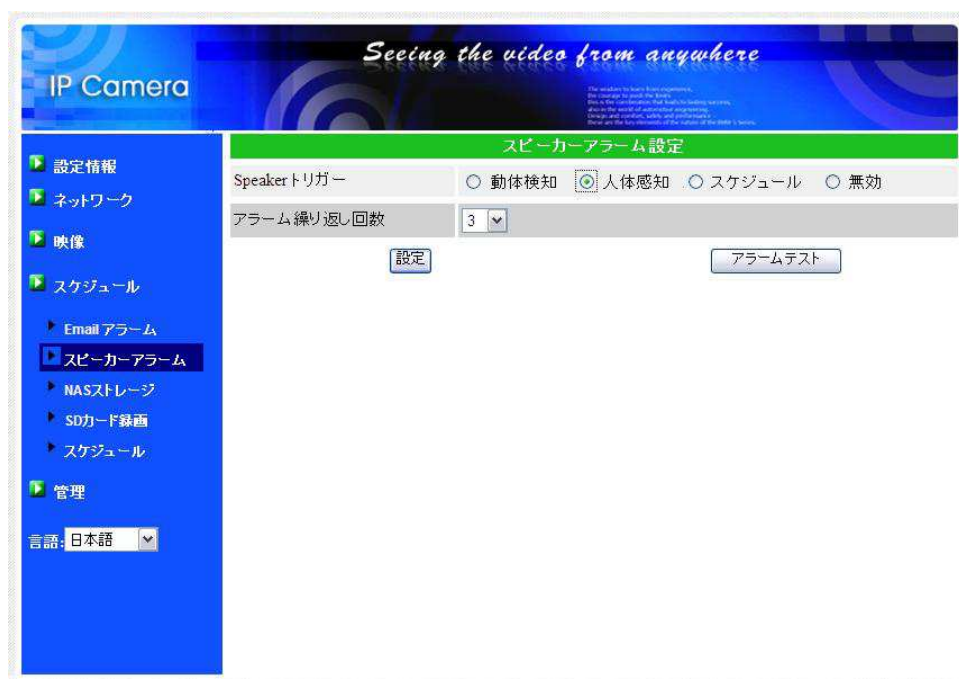 Seeing the video from anywhere
IP Camera
スピーカーアラーム設定
設定情報
ネットワーク
映像
スケジュール
Email アラーム
スピーカーアラーム
NASストレージ
SDカード録画
スケジュール
管理
言語: 日本語
Speakerトリガー
動体検知 人体感知 スケジュール 無効
アラーム繰り返し回数
3
設定
アラームテスト